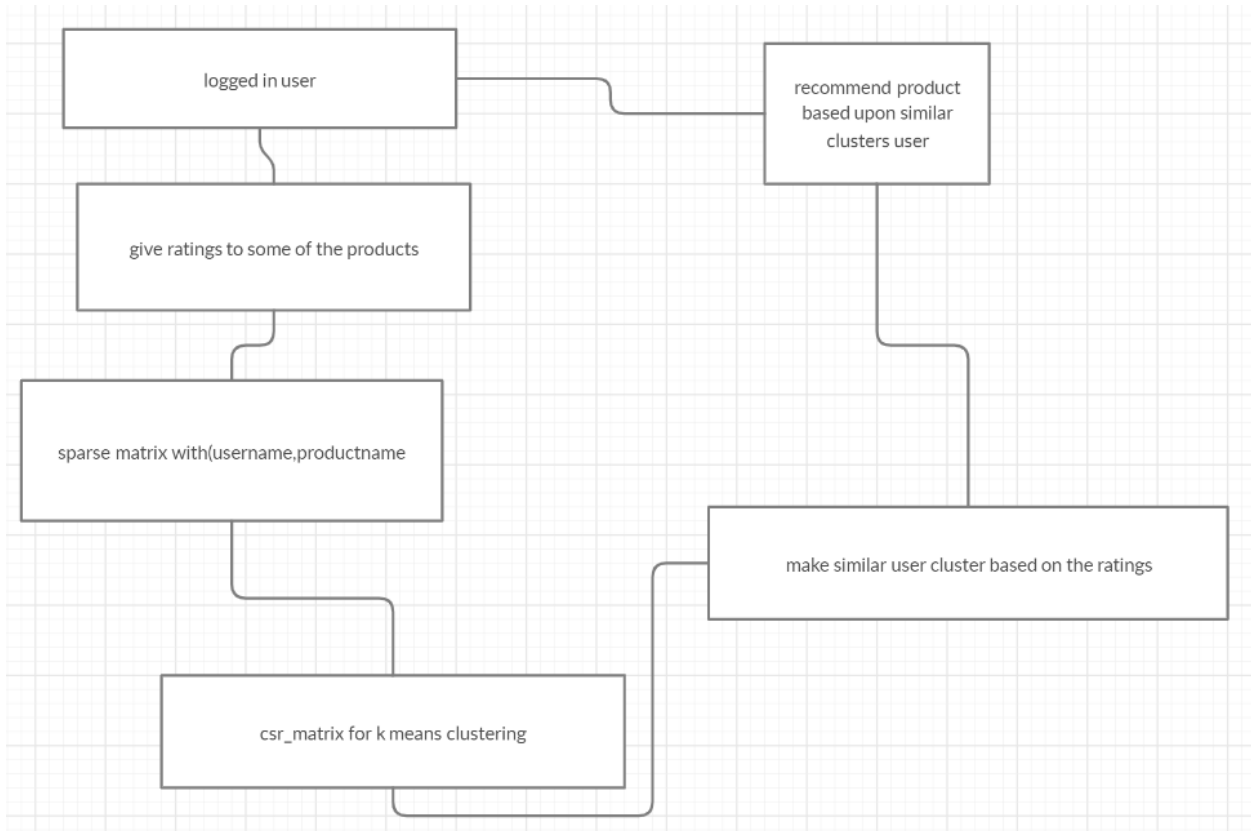 logged in user
recommend product
based upon similar
clusters user
give ratings to some of the products
sparse matrix with(username,productname
make similar user cluster based on the ratings
csr_matrix for k means clustering